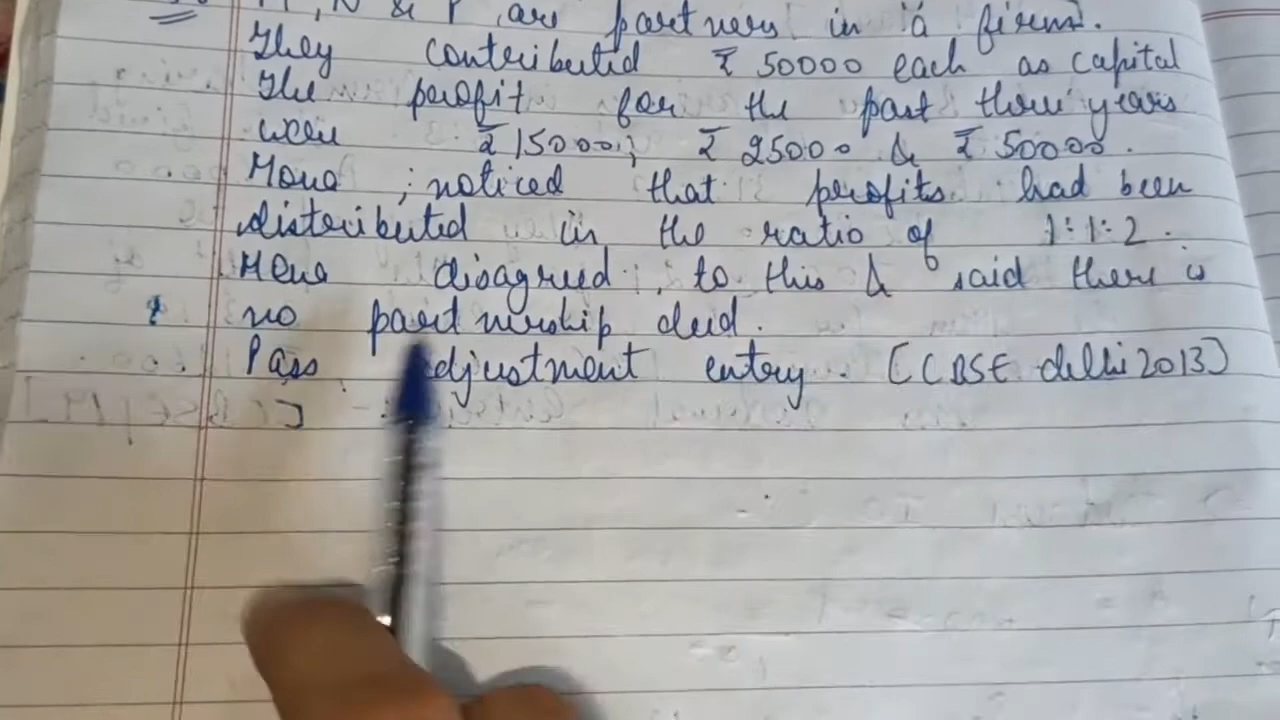 M, N & P are partners in a firm.
They contributed ₹ 50000 each as capital
The profit for the past three years
were ₹ 15000; ₹ 25000 & ₹ 50000.
Mona ; noticed that profits had been
distributed in the ratio of 1:1:2.
Mona disagreed to this & said there is
no partnership deed.
Pass adjustment entry. [CBSE delhi 2013]